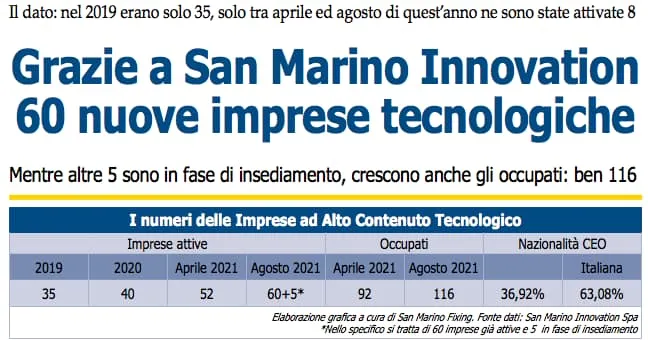 Il dato: nel 2019 erano solo 35, solo tra aprile ed agosto di quest'anno ne sono state attivate 8
Grazie a San Marino Innovation
60 nuove imprese tecnologiche
Mentre altre 5 sono in fase di insediamento, crescono anche gli occupati: ben 116
I numeri delle Imprese ad Alto Contenuto Tecnologico
Imprese attive Occupati Nazionalità CEO
2019 2020 Aprile 2021 Agosto 2021 Aprile 2021 Agosto 2021 Italiana
35 40 52 60+5* 92 116 36,92% 63,08%
Elaborazione grafica a cura di San Marino Fixing. Fonte dati: San Marino Innovation Spa
*Nello specifico si tratta di 60 imprese già attive e 5 in fase di insediamento